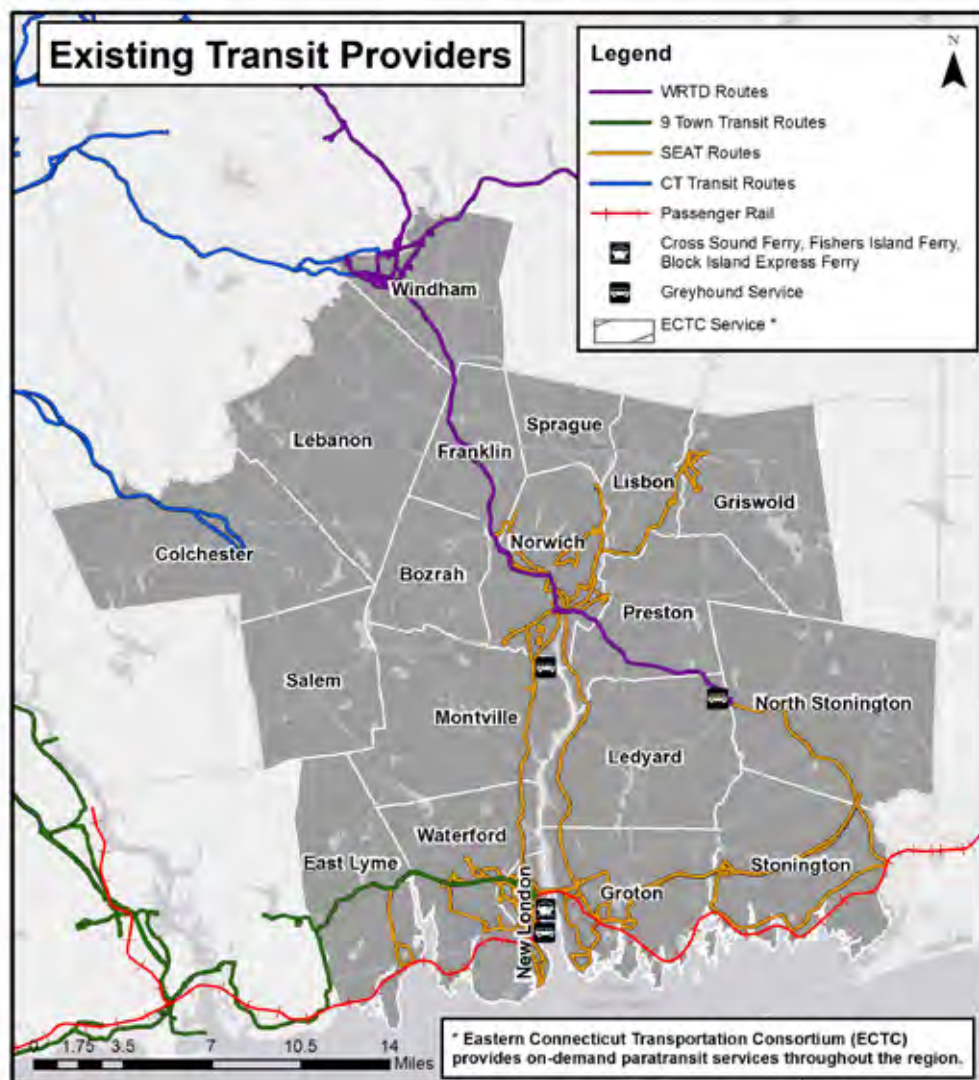 Existing Transit Providers
Legend
N
WRTD Routes
9 Town Transit Routes
SEAT Routes
CT Transit Routes
Passenger Rail
Cross Sound Ferry, Fishers Island Ferry,
Block Island Express Ferry
Greyhound Service
ECTC Service *
Windham
Lebanon
Franklin
Sprague
Lisbon
Griswold
Colchester
Norwich
Bozrah
Preston
Salem
Montville
North Stonington
Ledyard
Waterford
East Lyme
New London
Groton
Stonington
0 1.75 3.5 7 10.5 14
Miles
* Eastern Connecticut Transportation Consortium (ECTC)
provides on-demand paratransit services throughout the region.